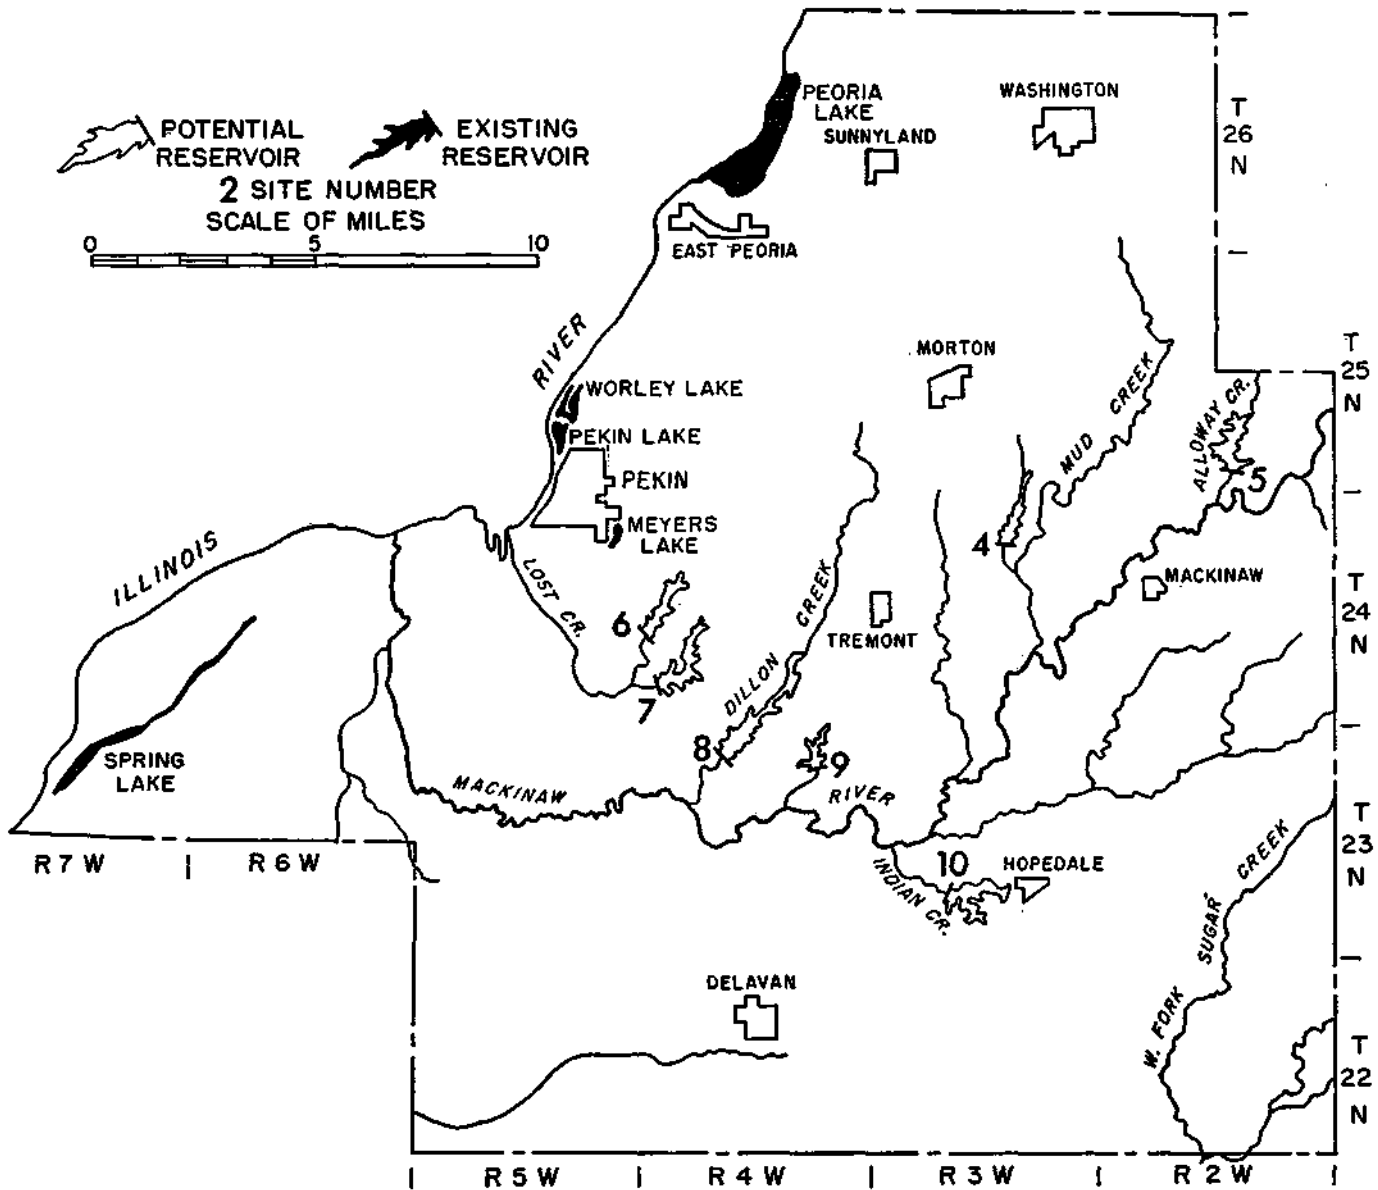 POTENTIAL
RESERVOIR
EXISTING
RESERVOIR
2 SITE NUMBER
SCALE OF MILES
0 5 10
PEORIA
LAKE
SUNNYLAND
WASHINGTON
T
26
N
EAST PEORIA
RIVER
MORTON
T
25
N
WORLEY LAKE
PEKIN LAKE
PEKIN
MEYERS
LAKE
MUD CREEK
ALLOWAY CR.
5
4
ILLINOIS
LOST CR.
MACKINAW
T
24
N
6
7
DILLON CREEK
TREMONT
8
9
SPRING
LAKE
MACKINAW RIVER
T
23
N
R 7 W
R 6 W
INDIAN CR.
10
HOPEDALE
W. FORK SUGAR CREEK
DELAVAN
T
22
N
R 5 W
R 4 W
R 3 W
R 2 W